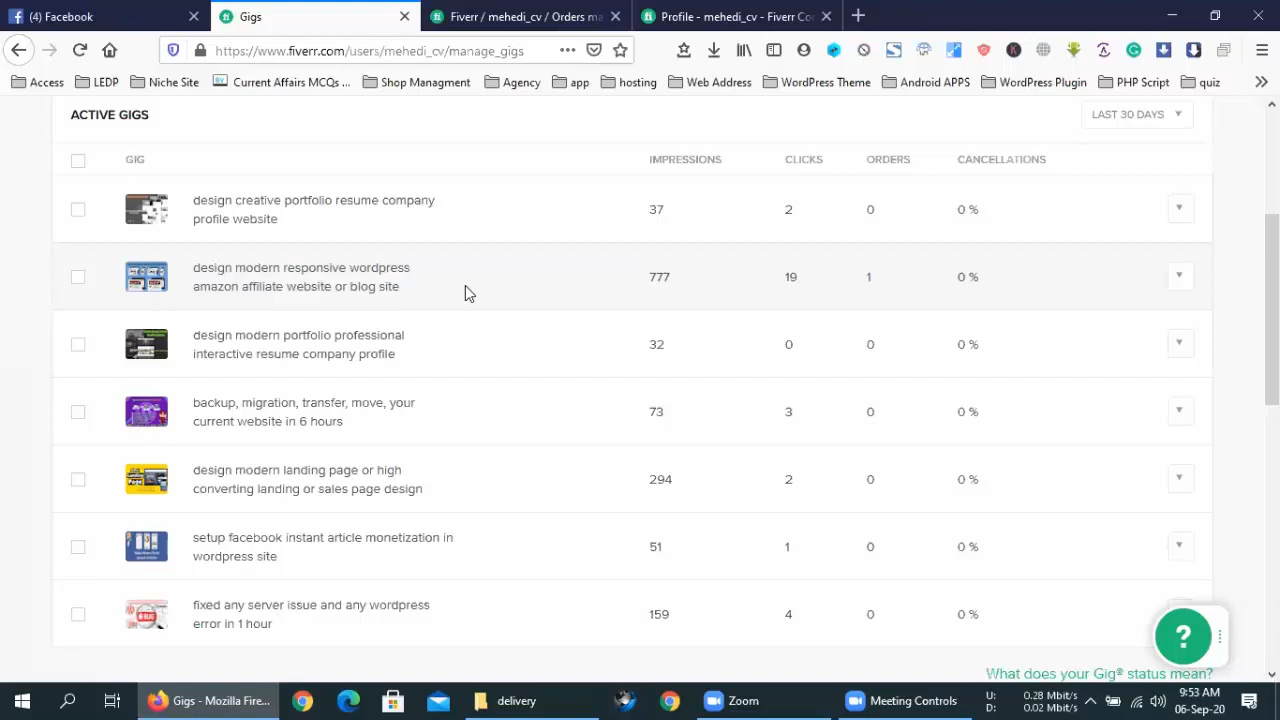 (4) Facebook
Gigs
Fiverr / mehedi_cv / Orders ma
Profile - mehedi_cv - Fiverr Co
https://www.fiverr.com/users/mehedi_cv/manage_gigs
Access
LEDP
Niche Site
Current Affairs MCQs ...
Shop Managment
Agency
app
hosting
Web Address
WordPress Theme
Android APPS
WordPress Plugin
PHP Script
quiz
ACTIVE GIGS
LAST 30 DAYS
GIG IMPRESSIONS CLICKS ORDERS CANCELLATIONS
design creative portfolio resume company
profile website
37 2 0 0 %
design modern responsive wordpress
amazon affiliate website or blog site
777 19 1 0 %
design modern portfolio professional
interactive resume company profile
32 0 0 0 %
backup, migration, transfer, move, your
current website in 6 hours
73 3 0 0 %
design modern landing page or high
converting landing or sales page design
294 2 0 0 %
setup facebook instant article monetization in
wordpress site
51 1 0 0 %
fixed any server issue and any wordpress
error in 1 hour
159 4 0 0 %
?
What does your Gig® status mean?
Gigs - Mozilla Fire...
delivery
Zoom
Meeting Controls
U: 0.28 Mbit/s
D: 0.02 Mbit/s
9:53 AM
06-Sep-20